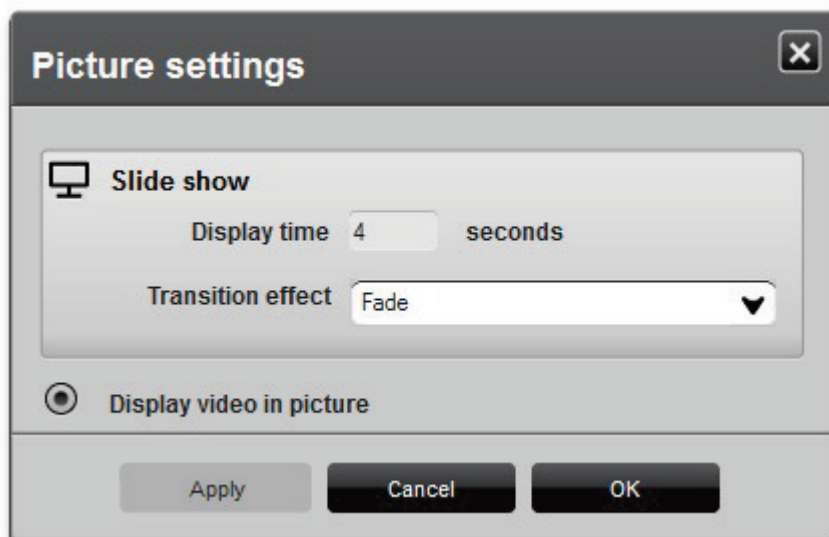 Picture settings
Slide show
Display time 4 seconds
Transition effect Fade
Display video in picture
Apply Cancel OK